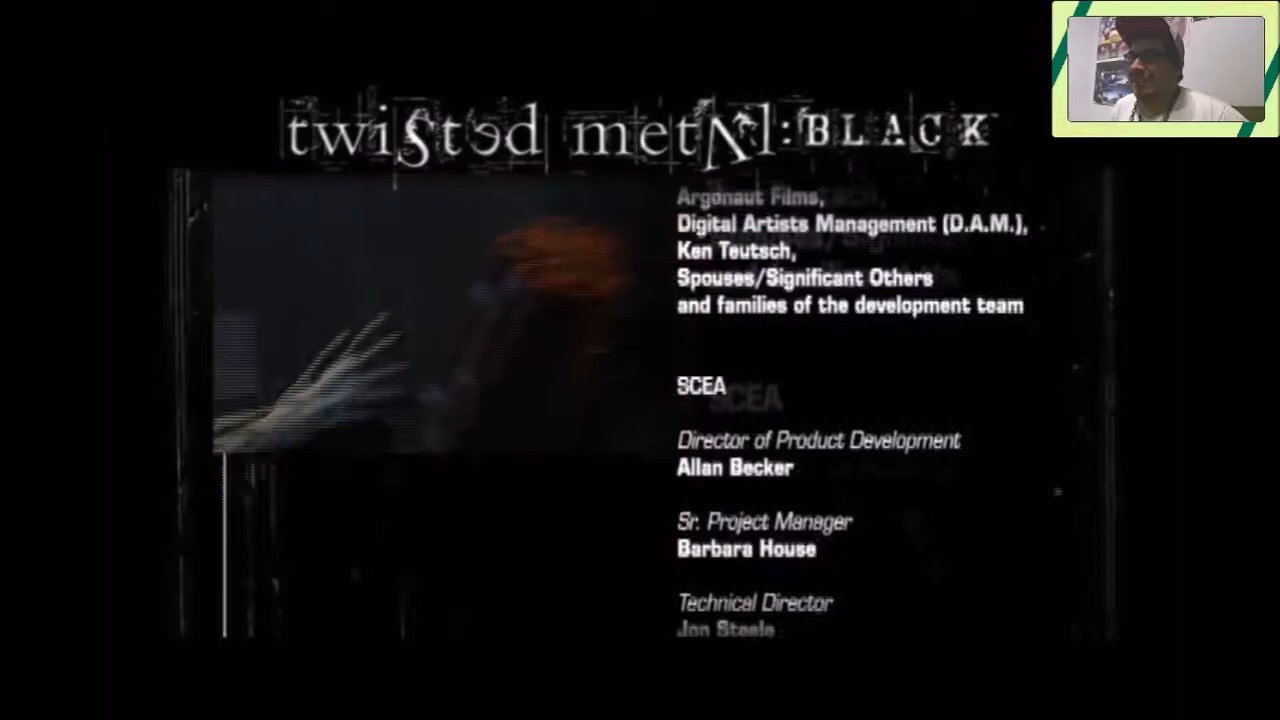 twisted metal: BLACK
Argonaut Films,
Digital Artists Management (D.A.M.),
Ken Teutsch,
Spouses/Significant Others
and families of the development team
SCEA
Director of Product Development
Allan Becker
Sr. Project Manager
Barbara House
Technical Director
Jon Steele